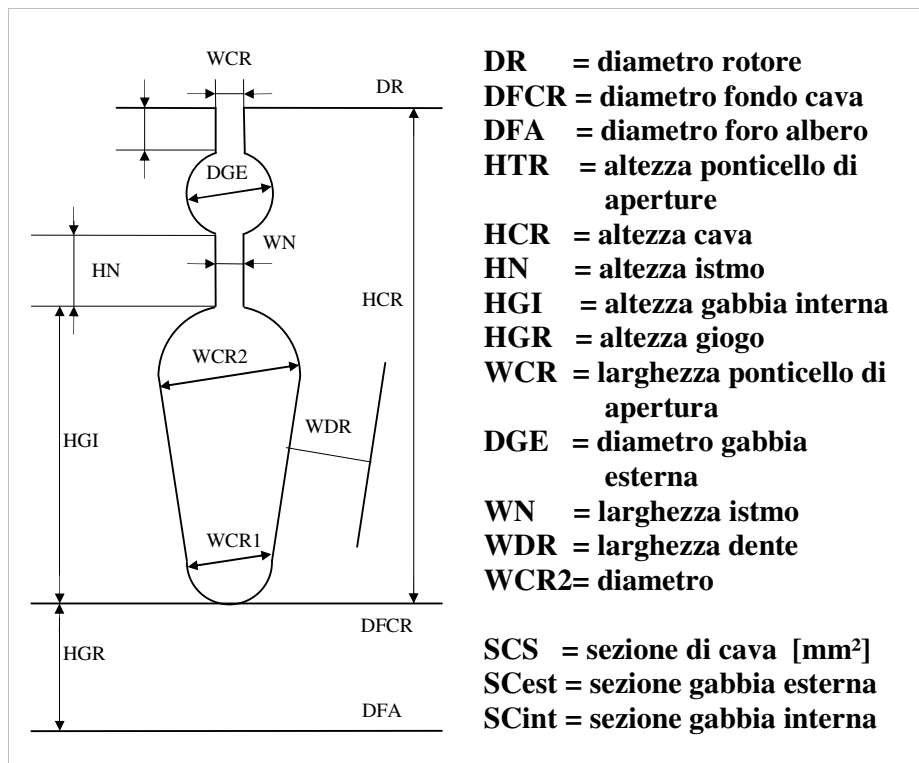 WCR
DR
DGE
WN
HN
HCR
WCR2
WDR
HGI
WCR1
DFCR
HGR
DFA
DR = diametro rotore
DFCR = diametro fondo cava
DFA = diametro foro albero
HTR = altezza ponticello di
aperture
HCR = altezza cava
HN = altezza istmo
HGI = altezza gabbia interna
HGR = altezza giogo
WCR = larghezza ponticello di
apertura
DGE = diametro gabbia
esterna
WN = larghezza istmo
WDR = larghezza dente
WCR2= diametro
SCS = sezione di cava [mm²]
SCest = sezione gabbia esterna
SCint = sezione gabbia interna